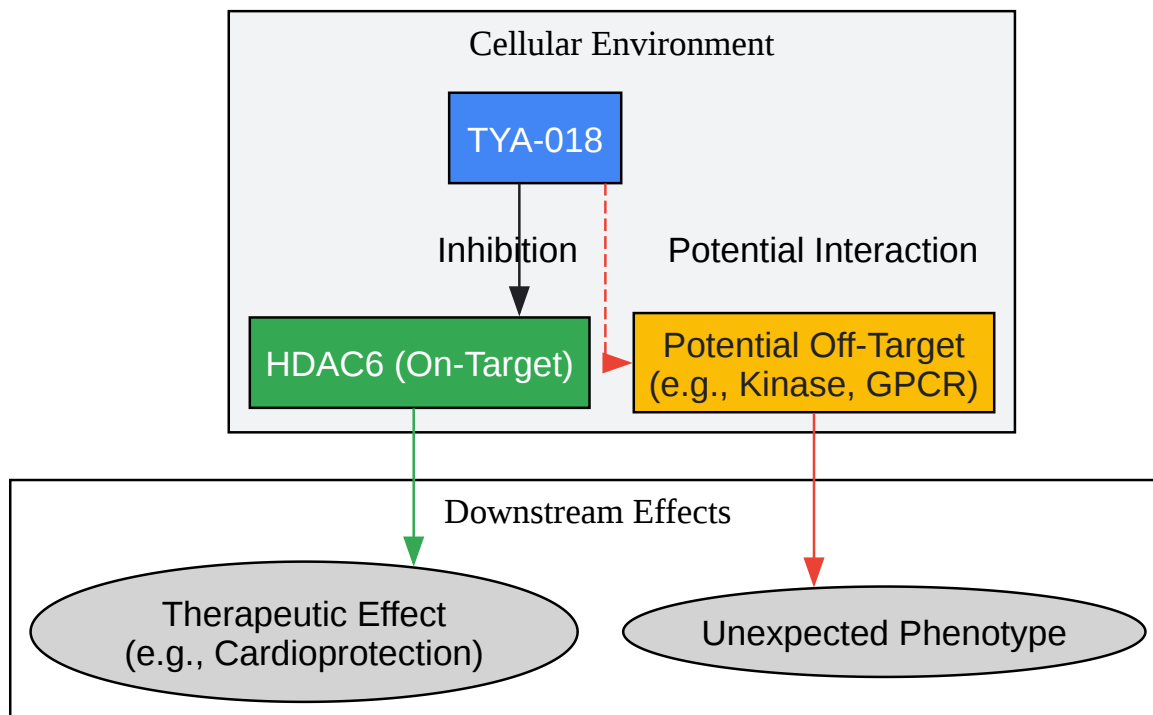 Cellular Environment
TYA-018
Inhibition
Potential Interaction
HDAC6 (On-Target)
Potential Off-Target
(e.g., Kinase, GPCR)
Downstream Effects
Therapeutic Effect
(e.g., Cardioprotection)
Unexpected Phenotype